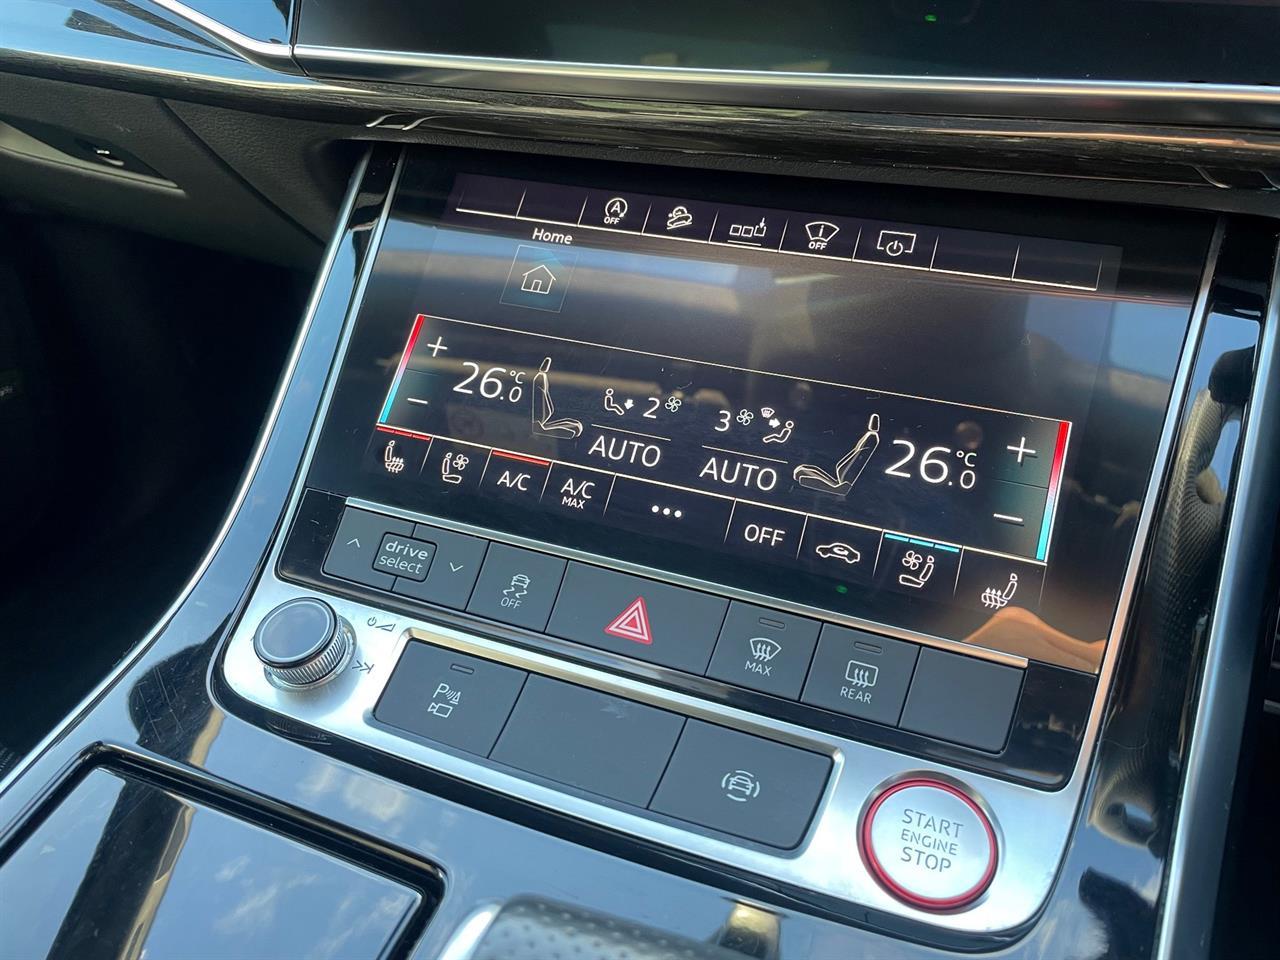 A
OFF
i
OFF
Home
+ 26.0 °C
2
3
26.0 °C +
−
AUTO
AUTO
−
A/C
A/C
MAX
•••
OFF
drive
select
OFF
MAX
REAR
P
START
ENGINE
STOP